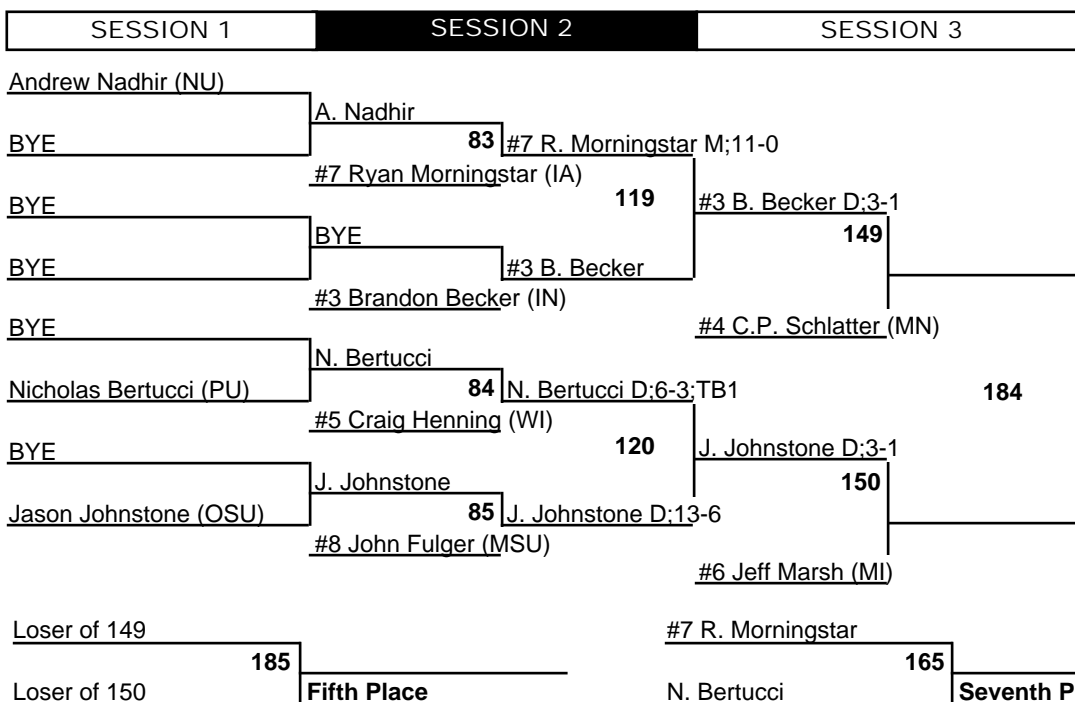 SESSION 1 SESSION 2 SESSION 3
Andrew Nadhir (NU)
A. Nadhir
BYE 83 #7 R. Morningstar M;11-0
#7 Ryan Morningstar (IA)
BYE 119 #3 B. Becker D;3-1
BYE 149
BYE #3 B. Becker
#3 Brandon Becker (IN)
BYE #4 C.P. Schlatter (MN)
N. Bertucci
Nicholas Bertucci (PU) 84 N. Bertucci D;6-3;TB1 184
#5 Craig Henning (WI)
BYE 120 J. Johnstone D;3-1
J. Johnstone 150
Jason Johnstone (OSU) 85 J. Johnstone D;13-6
#8 John Fulger (MSU)
#6 Jeff Marsh (MI)
Loser of 149 #7 R. Morningstar
185 165
Loser of 150 Fifth Place N. Bertucci Seventh P